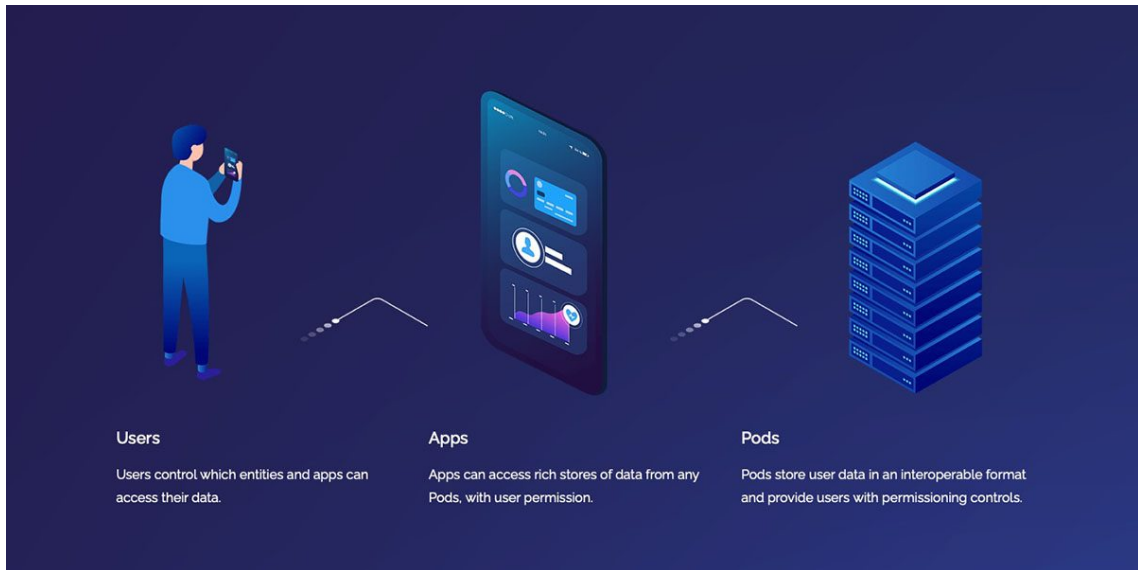 Users
Users control which entities and apps can
access their data.
Apps
Apps can access rich stores of data from any
Pods, with user permission.
Pods
Pods store user data in an interoperable format
and provide users with permissioning controls.